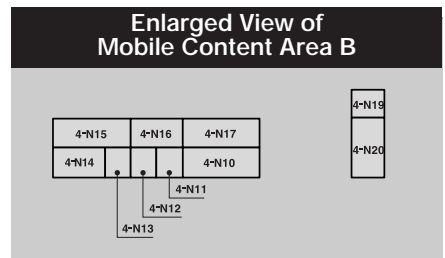 Enlarged View of
Mobile Content Area B
4-N19
4-N15 4-N16 4-N17
4-N20
4-N14 4-N10
4-N11
4-N12
4-N13